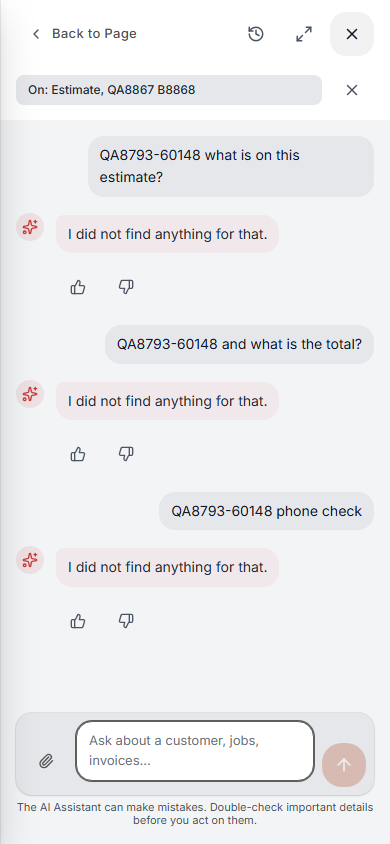 Back to Page
On: Estimate, QA8867 B8868
QA8793-60148 what is on this
estimate?
I did not find anything for that.
QA8793-60148 and what is the total?
I did not find anything for that.
QA8793-60148 phone check
I did not find anything for that.
Ask about a customer, jobs,
invoices...
The AI Assistant can make mistakes. Double-check important details
before you act on them.